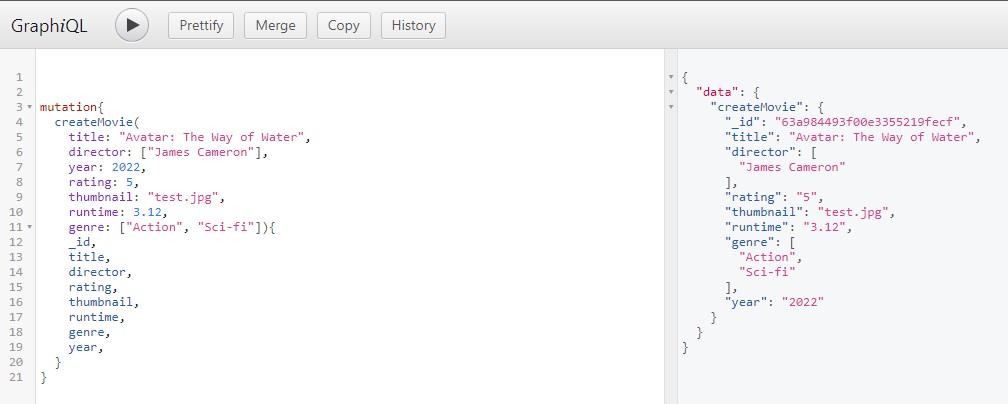 GraphiQL Prettify Merge Copy History
1
2
3 mutation{
4 createMovie(
5 title: "Avatar: The Way of Water",
6 director: ["James Cameron"],
7 year: 2022,
8 rating: 5,
9 thumbnail: "test.jpg",
10 runtime: 3.12,
11 genre: ["Action", "Sci-fi"]){
12 _id,
13 title,
14 director,
15 rating,
16 thumbnail,
17 runtime,
18 genre,
19 year,
20 }
21 }
{
"data": {
"createMovie": {
"_id": "63a984493f00e3355219fecf",
"title": "Avatar: The Way of Water",
"director": [
"James Cameron"
],
"rating": "5",
"thumbnail": "test.jpg",
"runtime": "3.12",
"genre": [
"Action",
"Sci-fi"
],
"year": "2022"
}
}
}